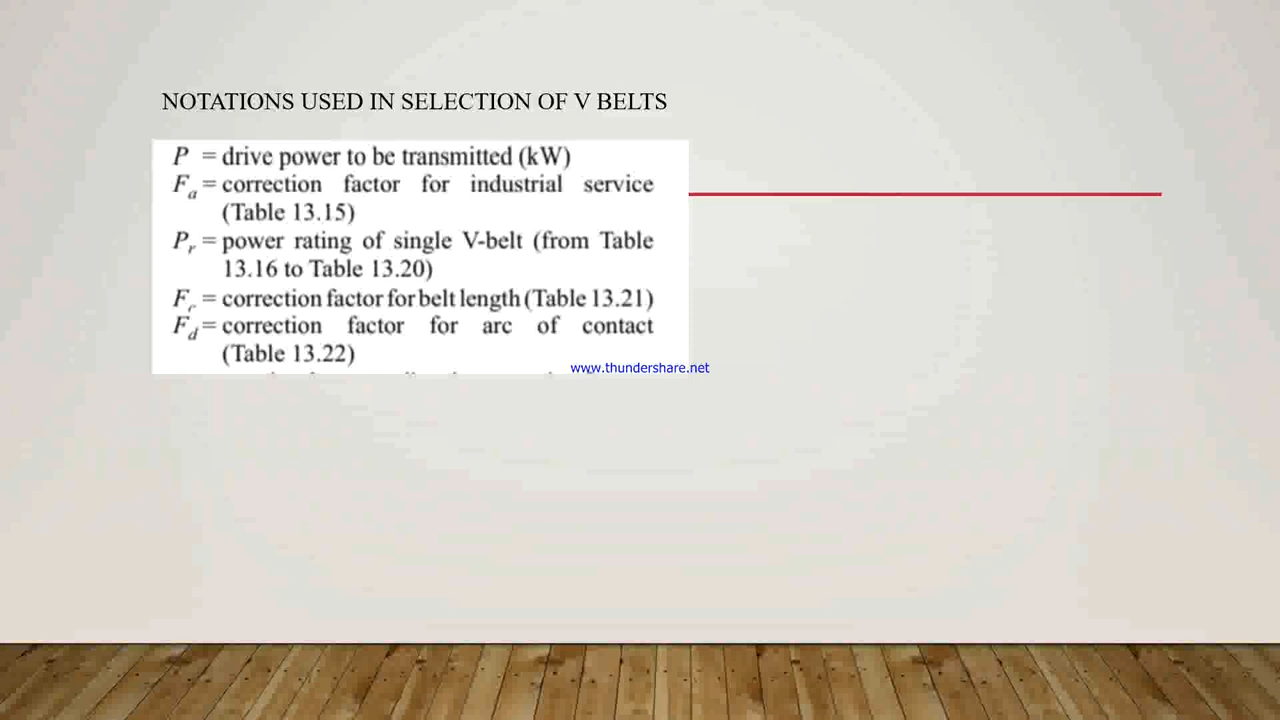 NOTATIONS USED IN SELECTION OF V BELTS
P = drive power to be transmitted (kW)
Fa = correction factor for industrial service
(Table 13.15)
Pr = power rating of single V-belt (from Table
13.16 to Table 13.20)
Fc = correction factor for belt length (Table 13.21)
Fd = correction factor for arc of contact
(Table 13.22)
www.thundershare.net